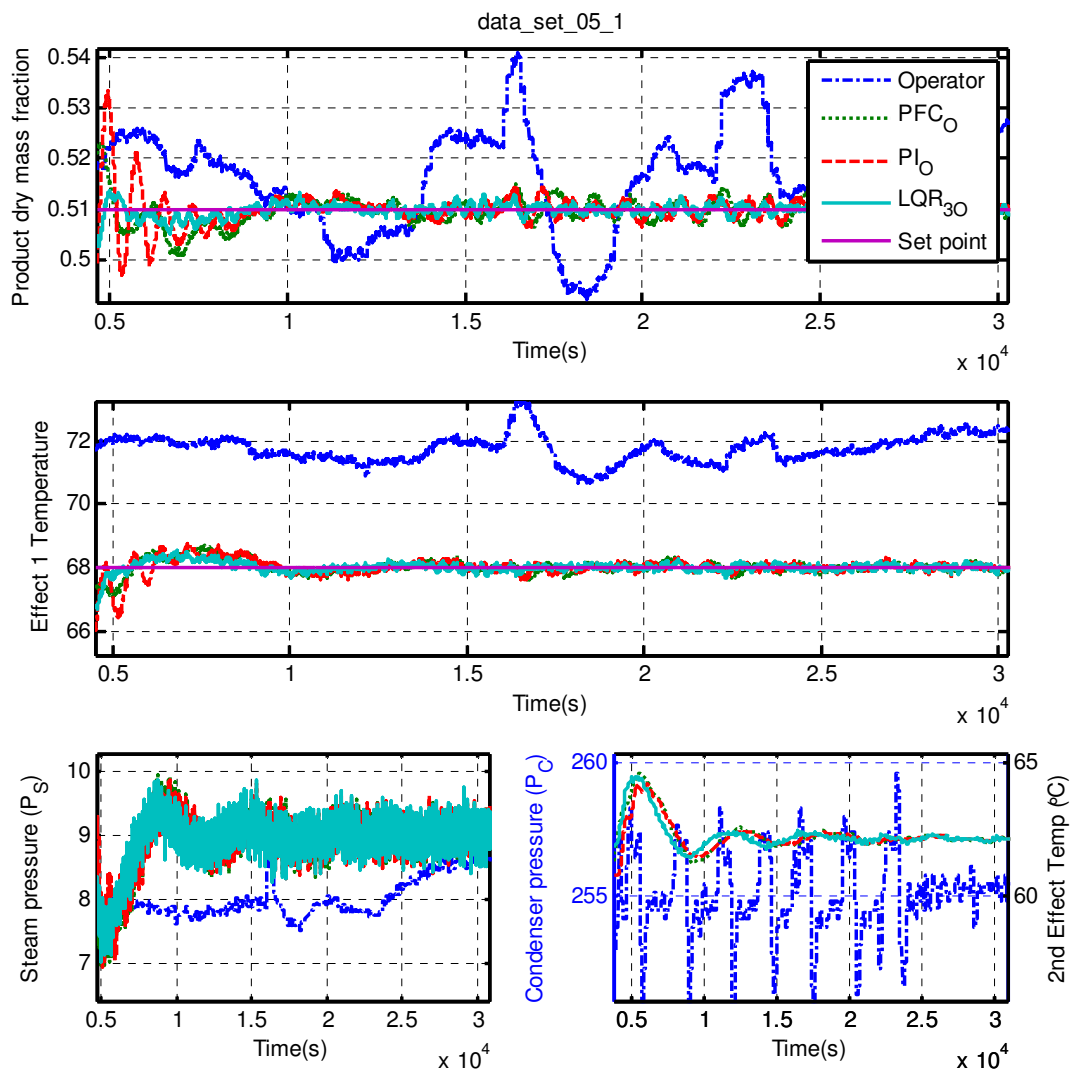 data_set_05_1
Product dry mass fraction
0.54
0.53
0.52
0.51
0.5
Operator
PFC_O
PI_O
LQR_3O
Set point
0.5 1 1.5 2 2.5 3
Time(s)
x 10^4
Effect 1 Temperature
72
70
68
66
0.5 1 1.5 2 2.5 3
Time(s)
x 10^4
Steam pressure (P_S)
10
9
8
7
0.5 1 1.5 2 2.5 3
Time(s)
x 10^4
Condenser pressure (P_C)
260
255
65
60
2nd Effect Temp (ºC)
0.5 1 1.5 2 2.5 3
Time(s)
x 10^4